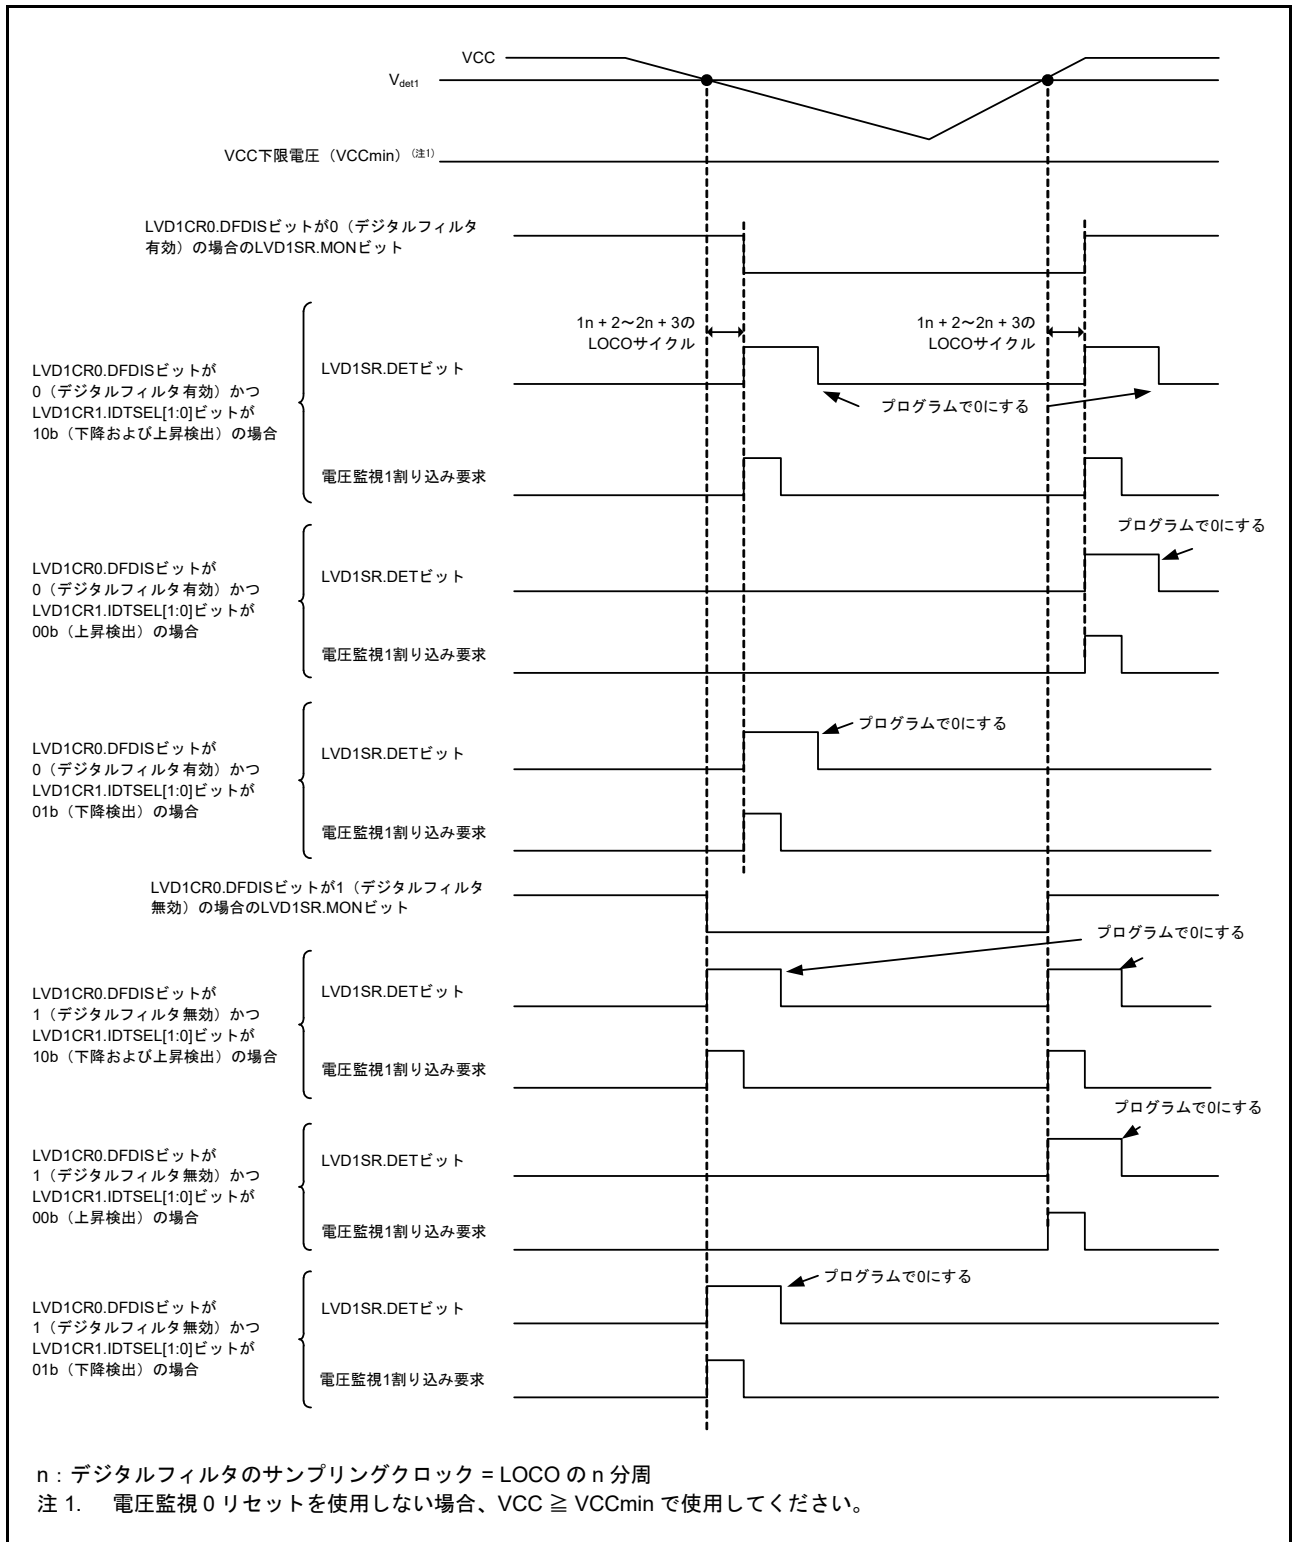 VCC
Vdet1
VCC下限電圧（VCCmin）（注1）
LVD1CR0.DFDISビットが0（デジタルフィルタ
有効）の場合のLVD1SR.MONビット
1n + 2～2n + 3の
LOCOサイクル
1n + 2～2n + 3の
LOCOサイクル
LVD1CR0.DFDISビットが
0（デジタルフィルタ有効）かつ
LVD1CR1.IDTSEL[1:0]ビットが
10b（下降および上昇検出）の場合
LVD1SR.DETビット
プログラムで0にする
電圧監視1割り込み要求
プログラムで0にする
LVD1CR0.DFDISビットが
0（デジタルフィルタ有効）かつ
LVD1CR1.IDTSEL[1:0]ビットが
00b（上昇検出）の場合
LVD1SR.DETビット
電圧監視1割り込み要求
プログラムで0にする
LVD1CR0.DFDISビットが
0（デジタルフィルタ有効）かつ
LVD1CR1.IDTSEL[1:0]ビットが
01b（下降検出）の場合
LVD1SR.DETビット
電圧監視1割り込み要求
LVD1CR0.DFDISビットが1（デジタルフィルタ
無効）の場合のLVD1SR.MONビット
プログラムで0にする
LVD1CR0.DFDISビットが
1（デジタルフィルタ無効）かつ
LVD1CR1.IDTSEL[1:0]ビットが
10b（下降および上昇検出）の場合
LVD1SR.DETビット
電圧監視1割り込み要求
プログラムで0にする
LVD1CR0.DFDISビットが
1（デジタルフィルタ無効）かつ
LVD1CR1.IDTSEL[1:0]ビットが
00b（上昇検出）の場合
LVD1SR.DETビット
電圧監視1割り込み要求
プログラムで0にする
LVD1CR0.DFDISビットが
1（デジタルフィルタ無効）かつ
LVD1CR1.IDTSEL[1:0]ビットが
01b（下降検出）の場合
LVD1SR.DETビット
電圧監視1割り込み要求
n：デジタルフィルタのサンプリングクロック = LOCO の n 分周
注 1. 電圧監視 0 リセットを使用しない場合、VCC ≧ VCCmin で使用してください。